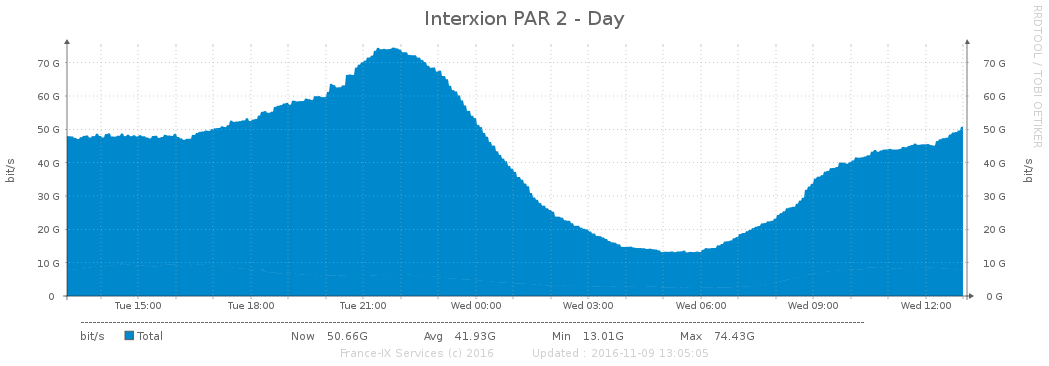 Interxion PAR 2 - Day
RRDTOOL / TOBI OETIKER
bit/s
70 G
60 G
50 G
40 G
30 G
20 G
10 G
0
70 G
60 G
50 G
40 G
30 G
20 G
10 G
0 G
bit/s
Tue 15:00 Tue 18:00 Tue 21:00 Wed 00:00 Wed 03:00 Wed 06:00 Wed 09:00 Wed 12:00
bit/s Total Now 50.66G Avg 41.93G Min 13.01G Max 74.43G
France-IX Services (c) 2016 Updated : 2016-11-09 13:05:05